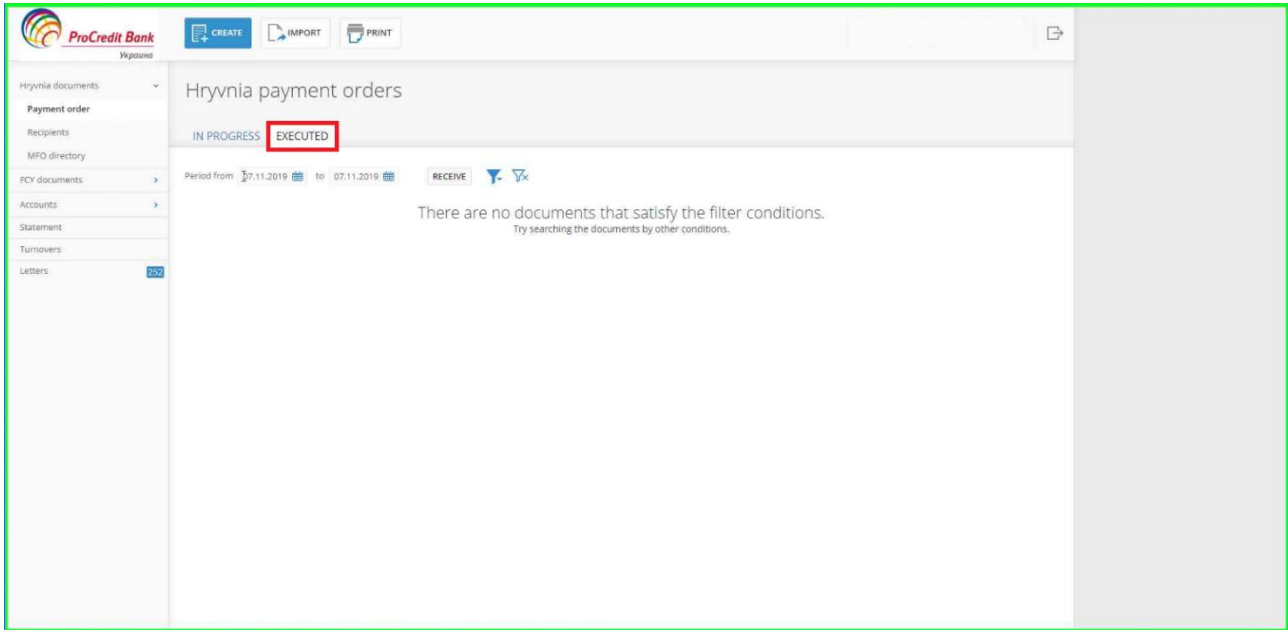 ProCredit Bank
Україна
CREATE
IMPORT
PRINT
Hryvnia documents
Payment order
Recipients
MFO directory
FCY documents
Accounts
Statement
Turnovers
Letters
252
Hryvnia payment orders
IN PROGRESS EXECUTED
Period from 07.11.2019 to 07.11.2019 RECEIVE
There are no documents that satisfy the filter conditions.
Try searching the documents by other conditions.